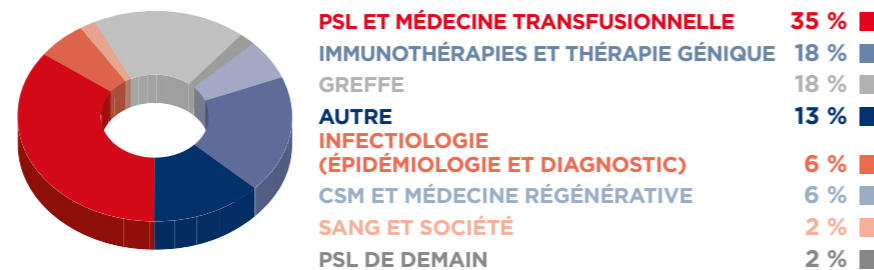 PSL ET MÉDECINE TRANSFUSIONNELLE 35 %
IMMUNOTHÉRAPIES ET THÉRAPIE GÉNIQUE 18 %
GREFFE 18 %
AUTRE 13 %
INFECTIOLOGIE
(ÉPIDÉMIOLOGIE ET DIAGNOSTIC) 6 %
CSM ET MÉDECINE RÉGÉNÉRATIVE 6 %
SANG ET SOCIÉTÉ 2 %
PSL DE DEMAIN 2 %